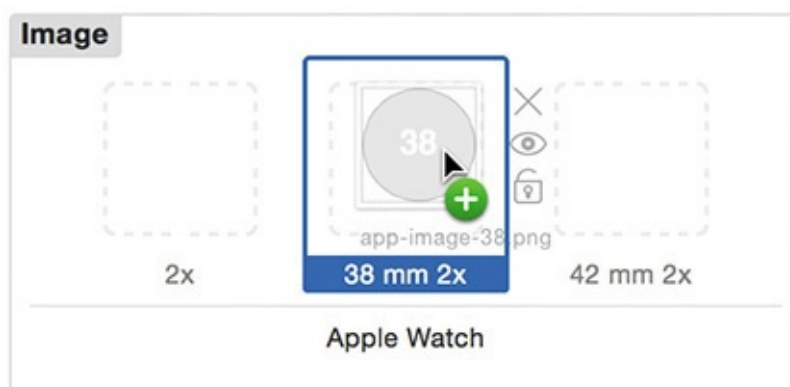 Image
38
app-image-38.png
2x
38 mm 2x
42 mm 2x
Apple Watch